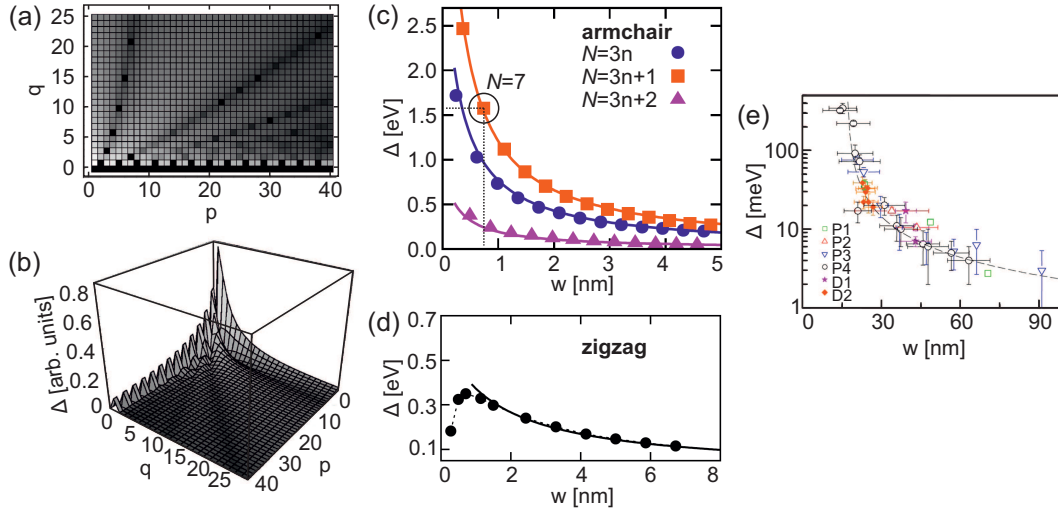 (a)
25
20
15
10
5
0
q
0 10 20 30 40
p
(b)
Δ [arb. units]
0.8
0.6
0.4
0.2
0
0
5
10
15
20
25
q
0
10
20
30
40
p
(c)
armchair
N=3n
N=3n+1
N=3n+2
N=7
Δ [eV]
2.5
2.0
1.5
1.0
0.5
0.0
0 1 2 3 4 5
w [nm]
(d)
zigzag
Δ [eV]
0.7
0.5
0.3
0.1
0 2 4 6 8
w [nm]
(e)
Δ [meV]
100
10
1
P1
P2
P3
P4
D1
D2
0 30 60 90
w [nm]